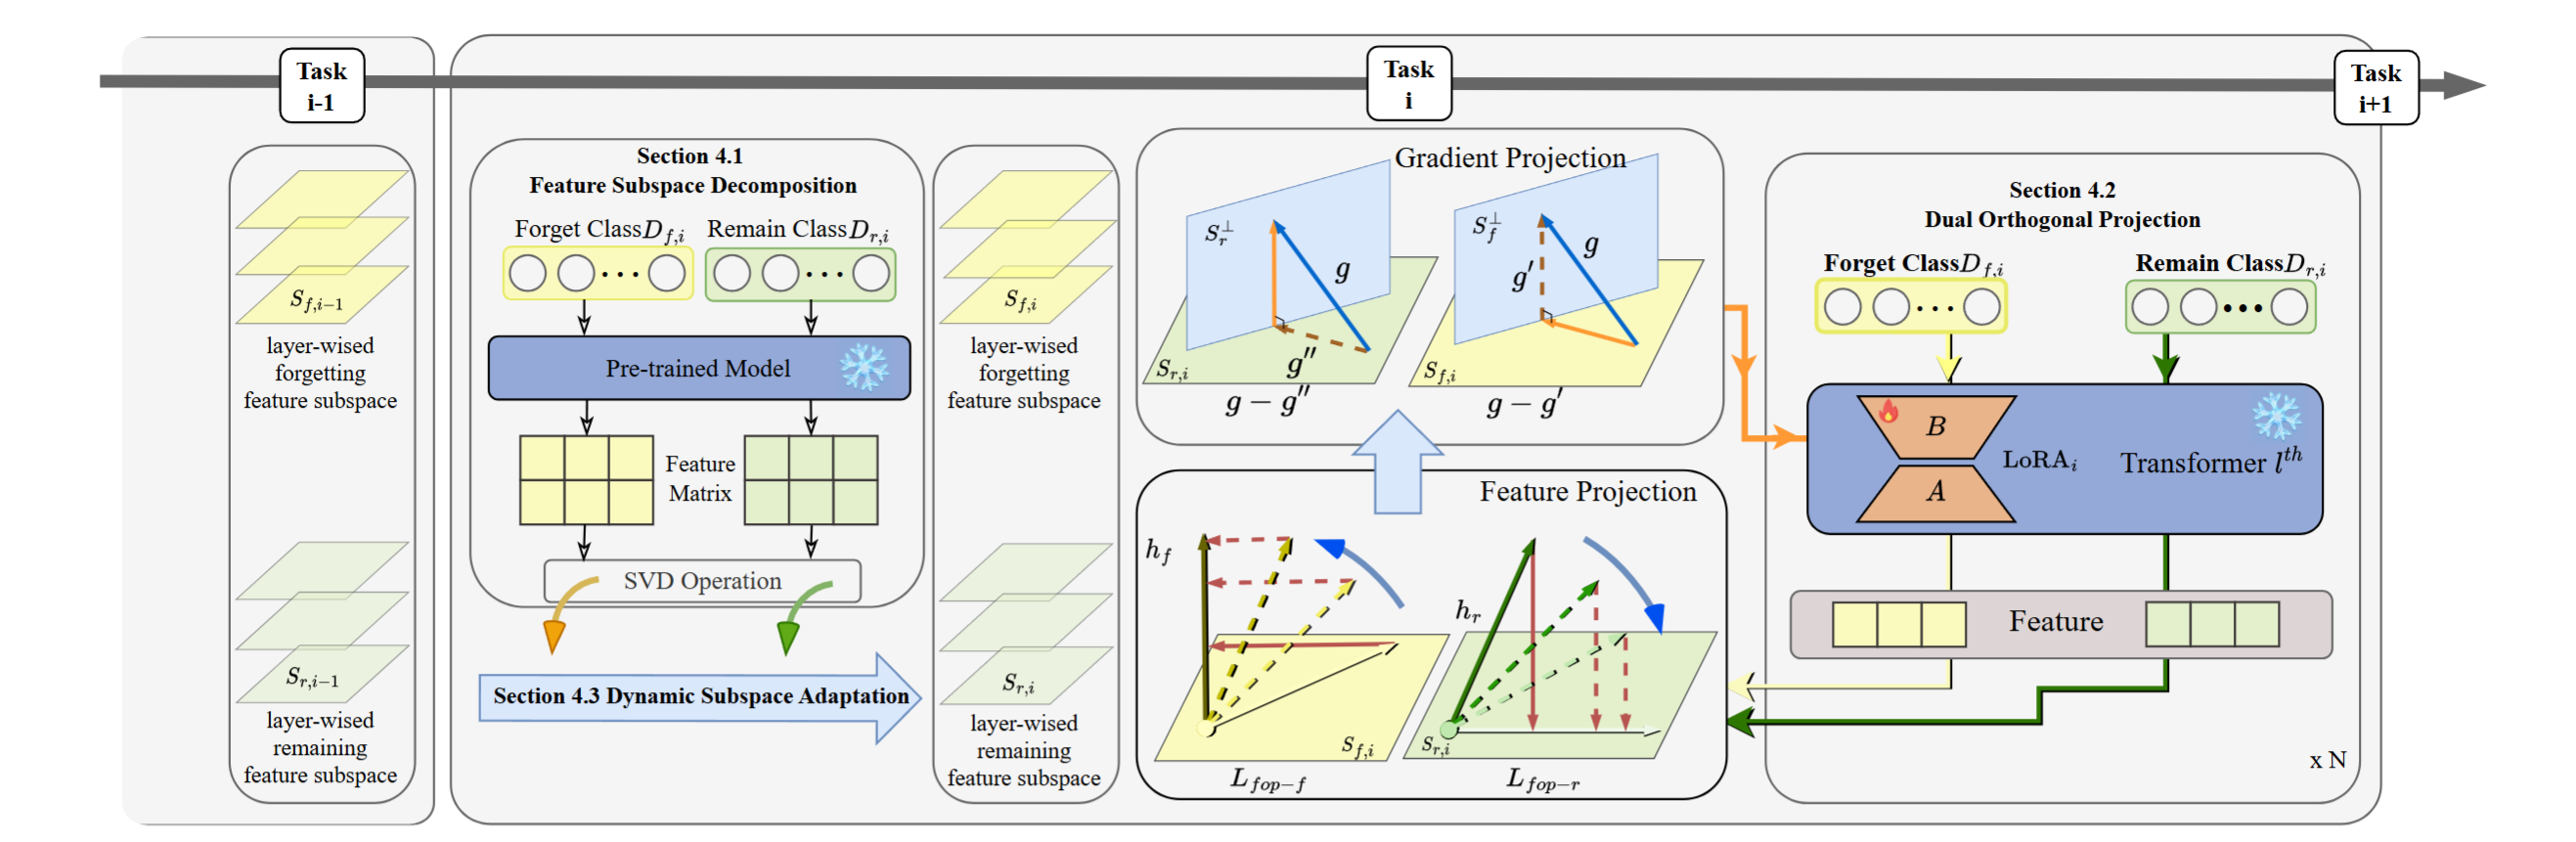 Task
i-1
Task
i
Task
i+1
S_{f,i-1}
layer-wised
forgetting
feature subspace
S_{r,i-1}
layer-wised
remaining
feature subspace
Section 4.1
Feature Subspace Decomposition
Forget Class D_{f,i}
Remain Class D_{r,i}
Pre-trained Model
Feature
Matrix
SVD Operation
Section 4.3 Dynamic Subspace Adaptation
S_{f,i}
layer-wised
forgetting
feature subspace
S_{r,i}
layer-wised
remaining
feature subspace
Gradient Projection
S_r^⊥
g
g''
S_{r,i}
g − g''
S_f^⊥
g
g'
S_{f,i}
g − g'
Feature Projection
h_f
S_{f,i}
L_{fop−f}
h_r
S_{r,i}
L_{fop−r}
Section 4.2
Dual Orthogonal Projection
Forget Class D_{f,i}
Remain Class D_{r,i}
B
A
LoRA_i
Transformer l^{th}
Feature
x N